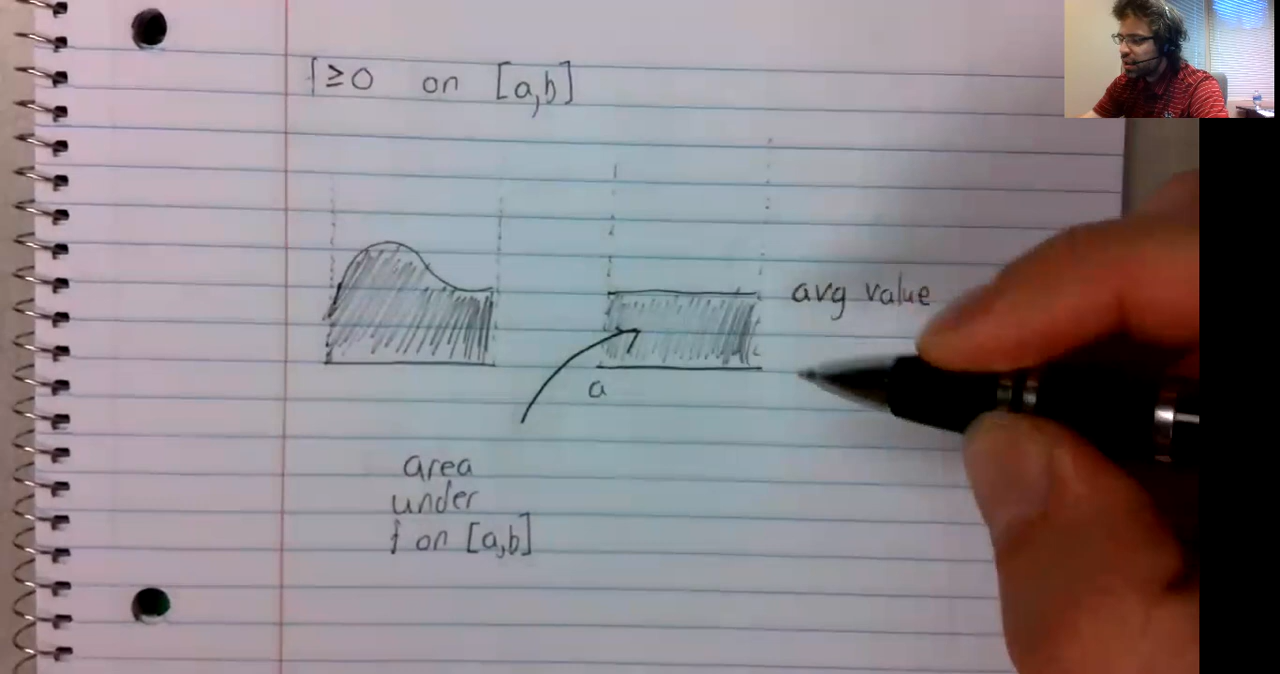 f ≥ 0 on [a,b]
avg value
a
area
under
f on [a,b]